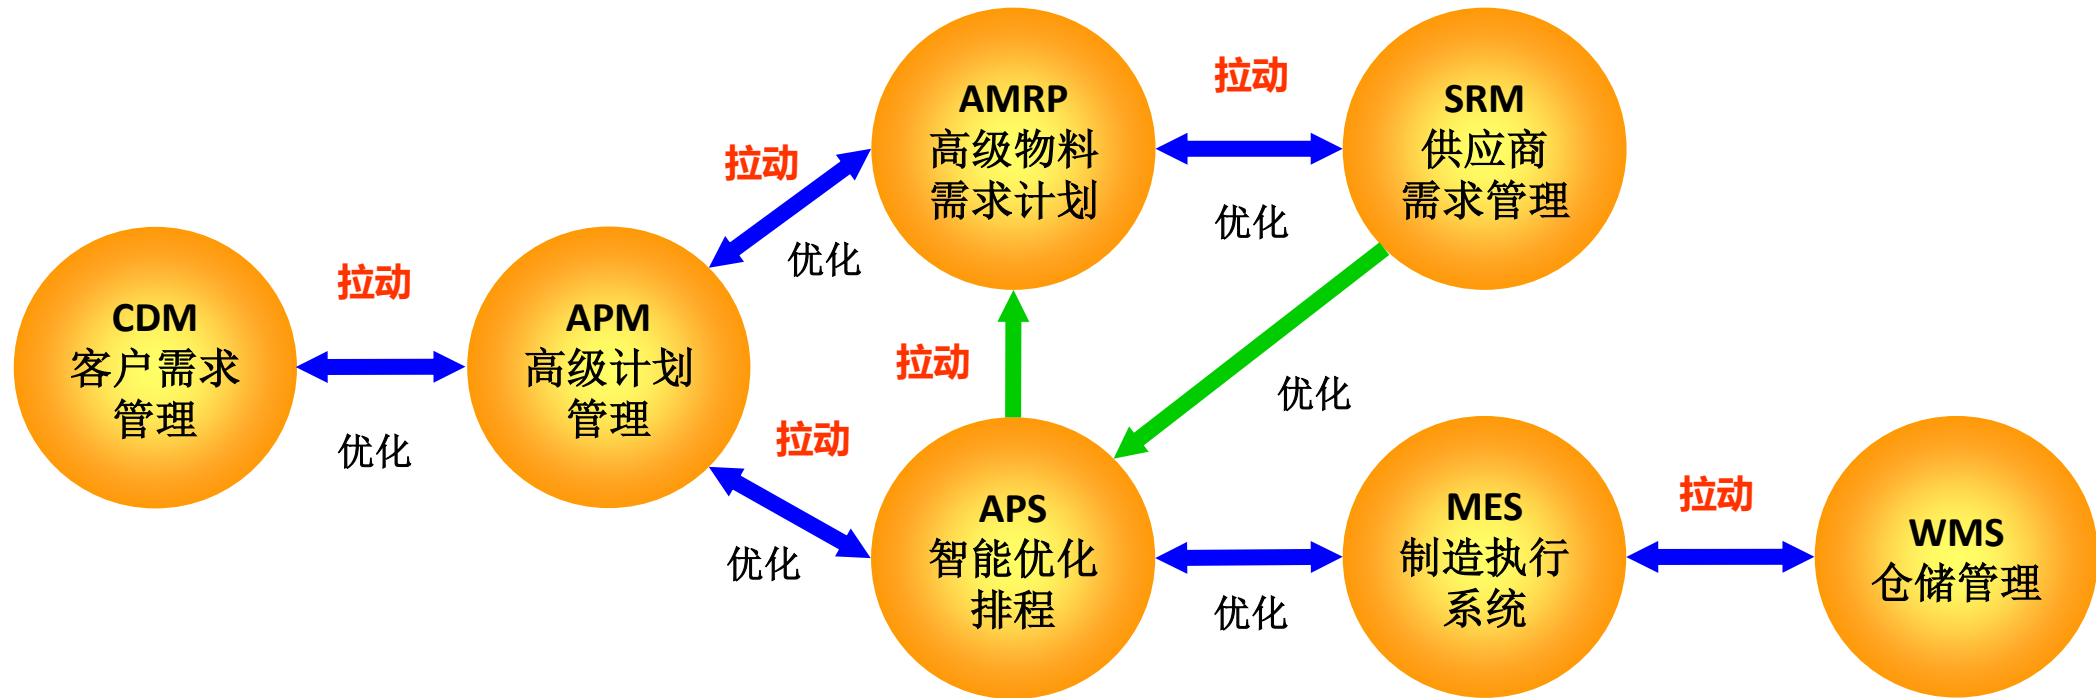 CDM
客户需求
管理
拉动
优化
APM
高级计划
管理
拉动
优化
AMRP
高级物料
需求计划
拉动
优化
SRM
供应商
需求管理
拉动
优化
拉动
优化
APS
智能优化
排程
优化
MES
制造执行
系统
拉动
WMS
仓储管理